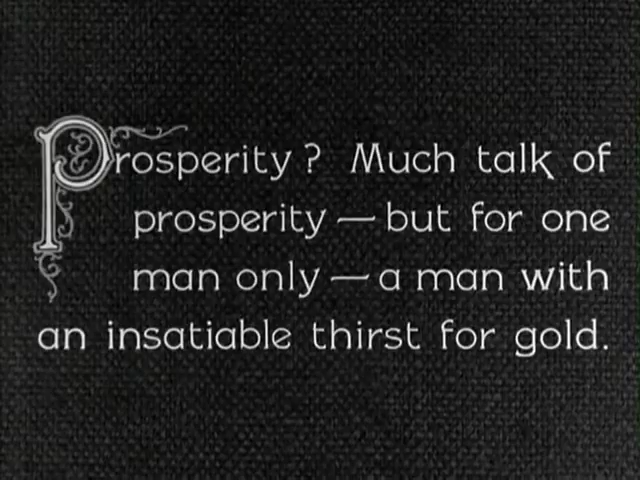 Prosperity? Much talk of
prosperity — but for one
man only — a man with
an insatiable thirst for gold.